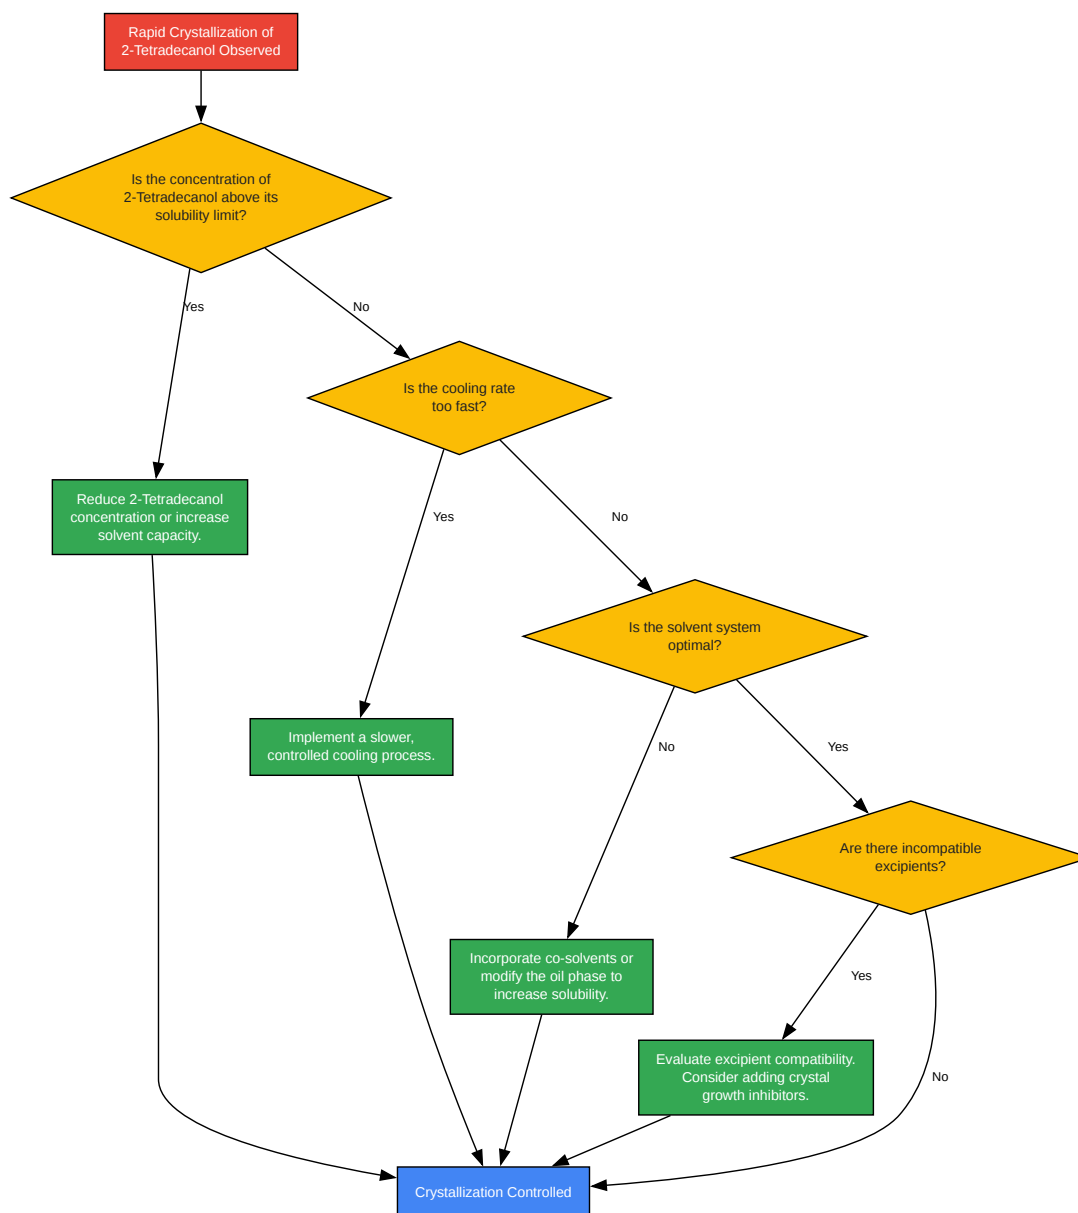 Rapid Crystallization of
2-Tetradecanol Observed
Is the concentration of
2-Tetradecanol above its
solubility limit?
Yes
No
Is the cooling rate
too fast?
Reduce 2-Tetradecanol
concentration or increase
solvent capacity.
Yes
No
Is the solvent system
optimal?
Implement a slower,
controlled cooling process.
No
Yes
Are there incompatible
excipients?
Incorporate co-solvents or
modify the oil phase to
increase solubility.
Yes
Evaluate excipient compatibility.
Consider adding crystal
growth inhibitors.
No
Crystallization Controlled